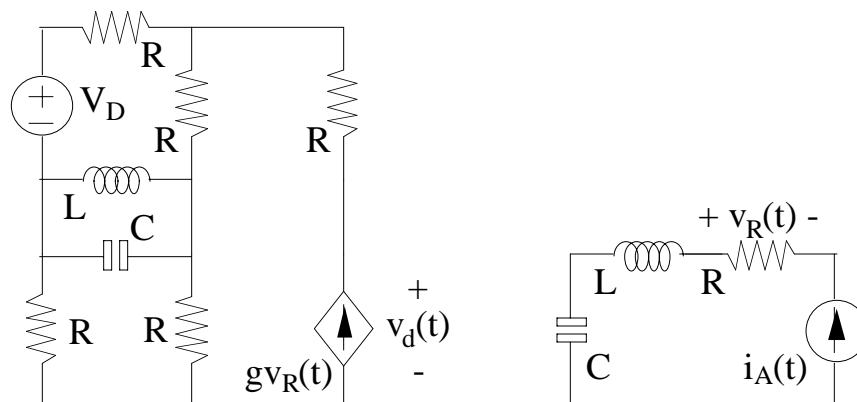 R
+
−
V_D
R
R
L
C
+ v_R(t) -
L
R
R
R
+
v_d(t)
-
gv_R(t)
C
i_A(t)